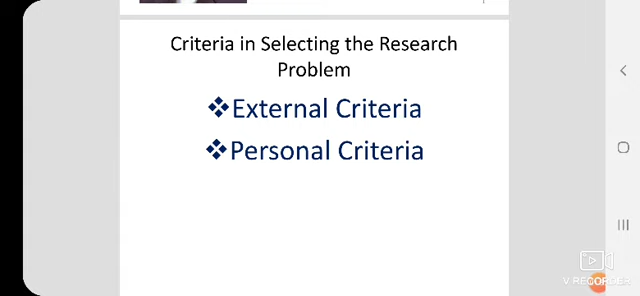 Criteria in Selecting the Research
Problem
❖External Criteria
❖Personal Criteria
V RECORDER